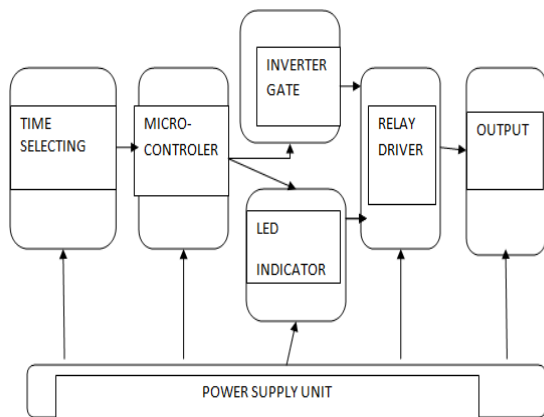 TIME
SELECTING
MICRO-
CONTROLER
INVERTER
GATE
LED
INDICATOR
RELAY
DRIVER
OUTPUT
POWER SUPPLY UNIT